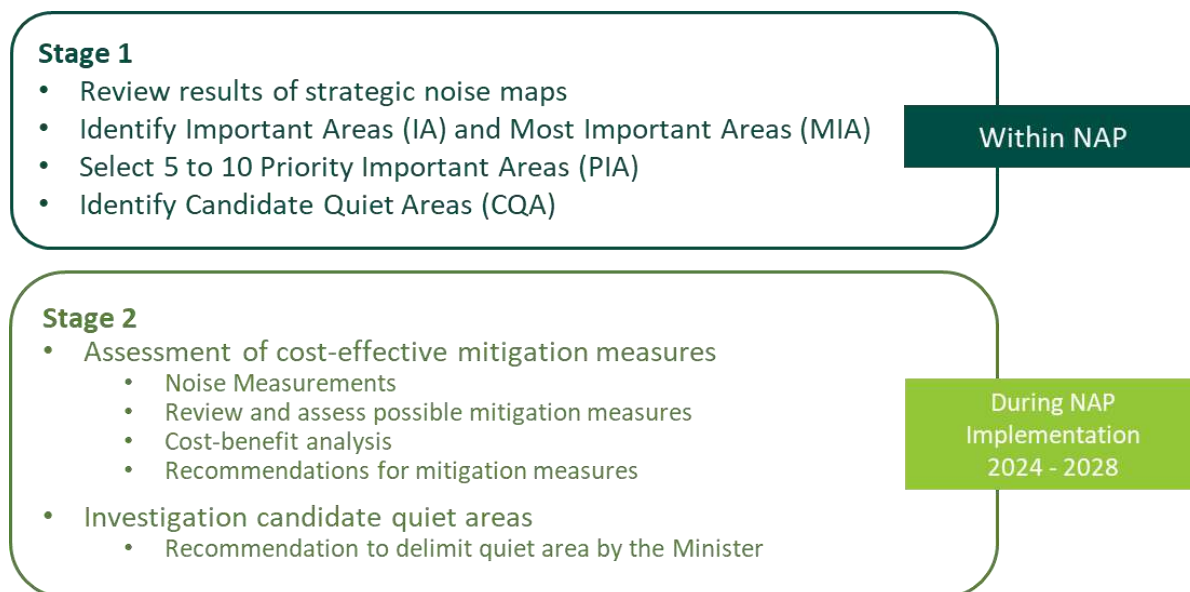 Stage 1
• Review results of strategic noise maps
• Identify Important Areas (IA) and Most Important Areas (MIA)
• Select 5 to 10 Priority Important Areas (PIA)
• Identify Candidate Quiet Areas (CQA)
Within NAP
Stage 2
• Assessment of cost-effective mitigation measures
• Noise Measurements
• Review and assess possible mitigation measures
• Cost-benefit analysis
• Recommendations for mitigation measures
• Investigation candidate quiet areas
• Recommendation to delimit quiet area by the Minister
During NAP
Implementation
2024 - 2028